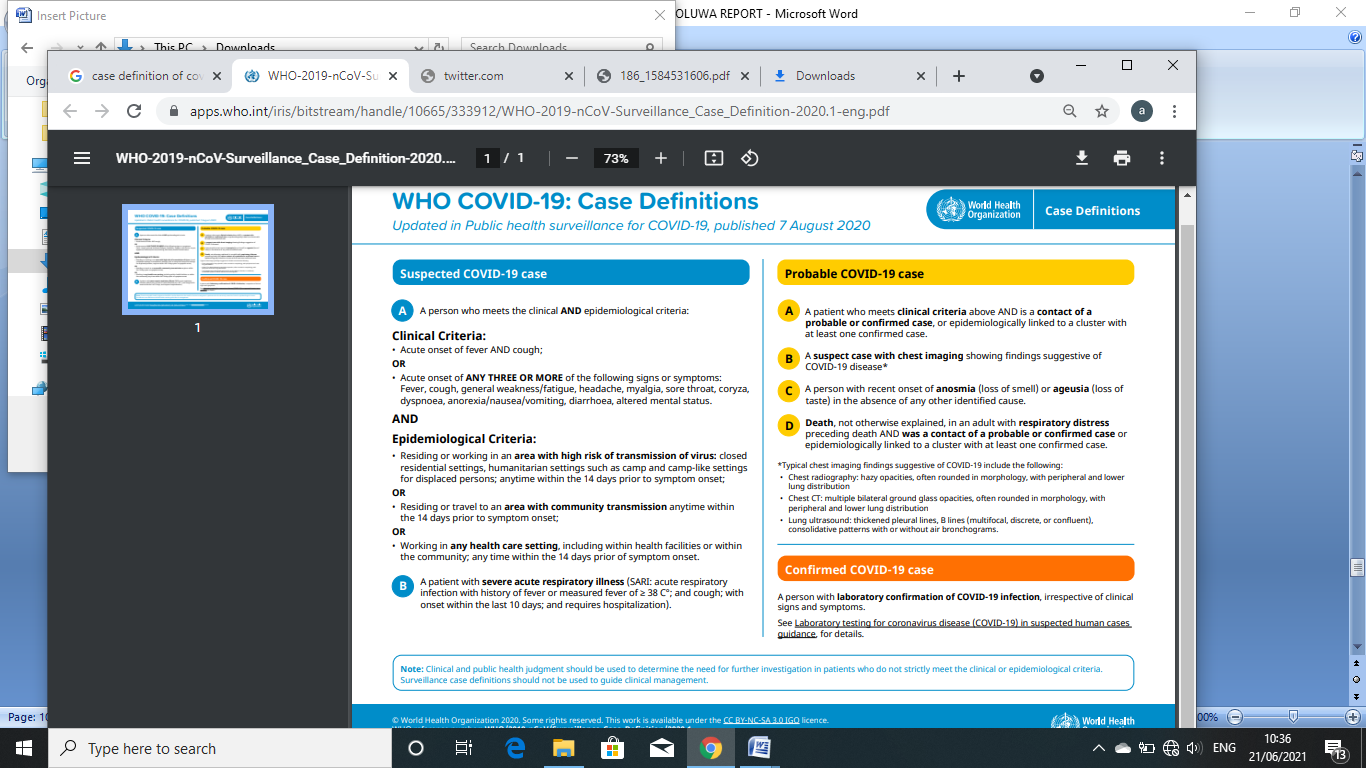 Insert Picture
OLUWA REPORT - Microsoft Word
This PC
Downloads
Search Downloads
Orga
case definition of cov
WHO-2019-nCoV-Su
twitter.com
186_1584531606.pdf
Downloads
apps.who.int/iris/bitstream/handle/10665/333912/WHO-2019-nCoV-Surveillance_Case_Definition-2020.1-eng.pdf
a
WHO-2019-nCoV-Surveillance_Case_Definition-2020....
1 / 1
73%
1
WHO COVID-19: Case Definitions
Updated in Public health surveillance for COVID-19, published 7 August 2020
World Health
Organization
Case Definitions
Suspected COVID-19 case
A
A person who meets the clinical AND epidemiological criteria:
Clinical Criteria:
• Acute onset of fever AND cough;
OR
• Acute onset of ANY THREE OR MORE of the following signs or symptoms:
Fever, cough, general weakness/fatigue, headache, myalgia, sore throat, coryza,
dyspnoea, anorexia/nausea/vomiting, diarrhoea, altered mental status.
AND
Epidemiological Criteria:
• Residing or working in an area with high risk of transmission of virus: closed
residential settings, humanitarian settings such as camp and camp-like settings
for displaced persons; anytime within the 14 days prior to symptom onset;
OR
• Residing or travel to an area with community transmission anytime within
the 14 days prior to symptom onset;
OR
• Working in any health care setting, including within health facilities or within
the community; any time within the 14 days prior of symptom onset.
B
A patient with severe acute respiratory illness (SARI: acute respiratory
infection with history of fever or measured fever of ≥ 38 C°; and cough; with
onset within the last 10 days; and requires hospitalization).
Probable COVID-19 case
A
A patient who meets clinical criteria above AND is a contact of a
probable or confirmed case, or epidemiologically linked to a cluster with
at least one confirmed case.
B
A suspect case with chest imaging showing findings suggestive of
COVID-19 disease*
C
A person with recent onset of anosmia (loss of smell) or ageusia (loss of
taste) in the absence of any other identified cause.
D
Death, not otherwise explained, in an adult with respiratory distress
preceding death AND was a contact of a probable or confirmed case or
epidemiologically linked to a cluster with at least one confirmed case.
*Typical chest imaging findings suggestive of COVID-19 include the following:
• Chest radiography: hazy opacities, often rounded in morphology, with peripheral and lower
lung distribution
• Chest CT: multiple bilateral ground glass opacities, often rounded in morphology, with
peripheral and lower lung distribution
• Lung ultrasound: thickened pleural lines, B lines (multifocal, discrete, or confluent),
consolidative patterns with or without air bronchograms.
Confirmed COVID-19 case
A person with laboratory confirmation of COVID-19 infection, irrespective of clinical
signs and symptoms.
See Laboratory testing for coronavirus disease (COVID-19) in suspected human cases
guidance, for details.
Note: Clinical and public health judgment should be used to determine the need for further investigation in patients who do not strictly meet the clinical or epidemiological criteria.
Surveillance case definitions should not be used to guide clinical management.
© World Health Organization 2020. Some rights reserved. This work is available under the CC BY-NC-SA 3.0 IGO licence.
World Health
Page: 10
00%
Type here to search
ENG
10:36
21/06/2021
13